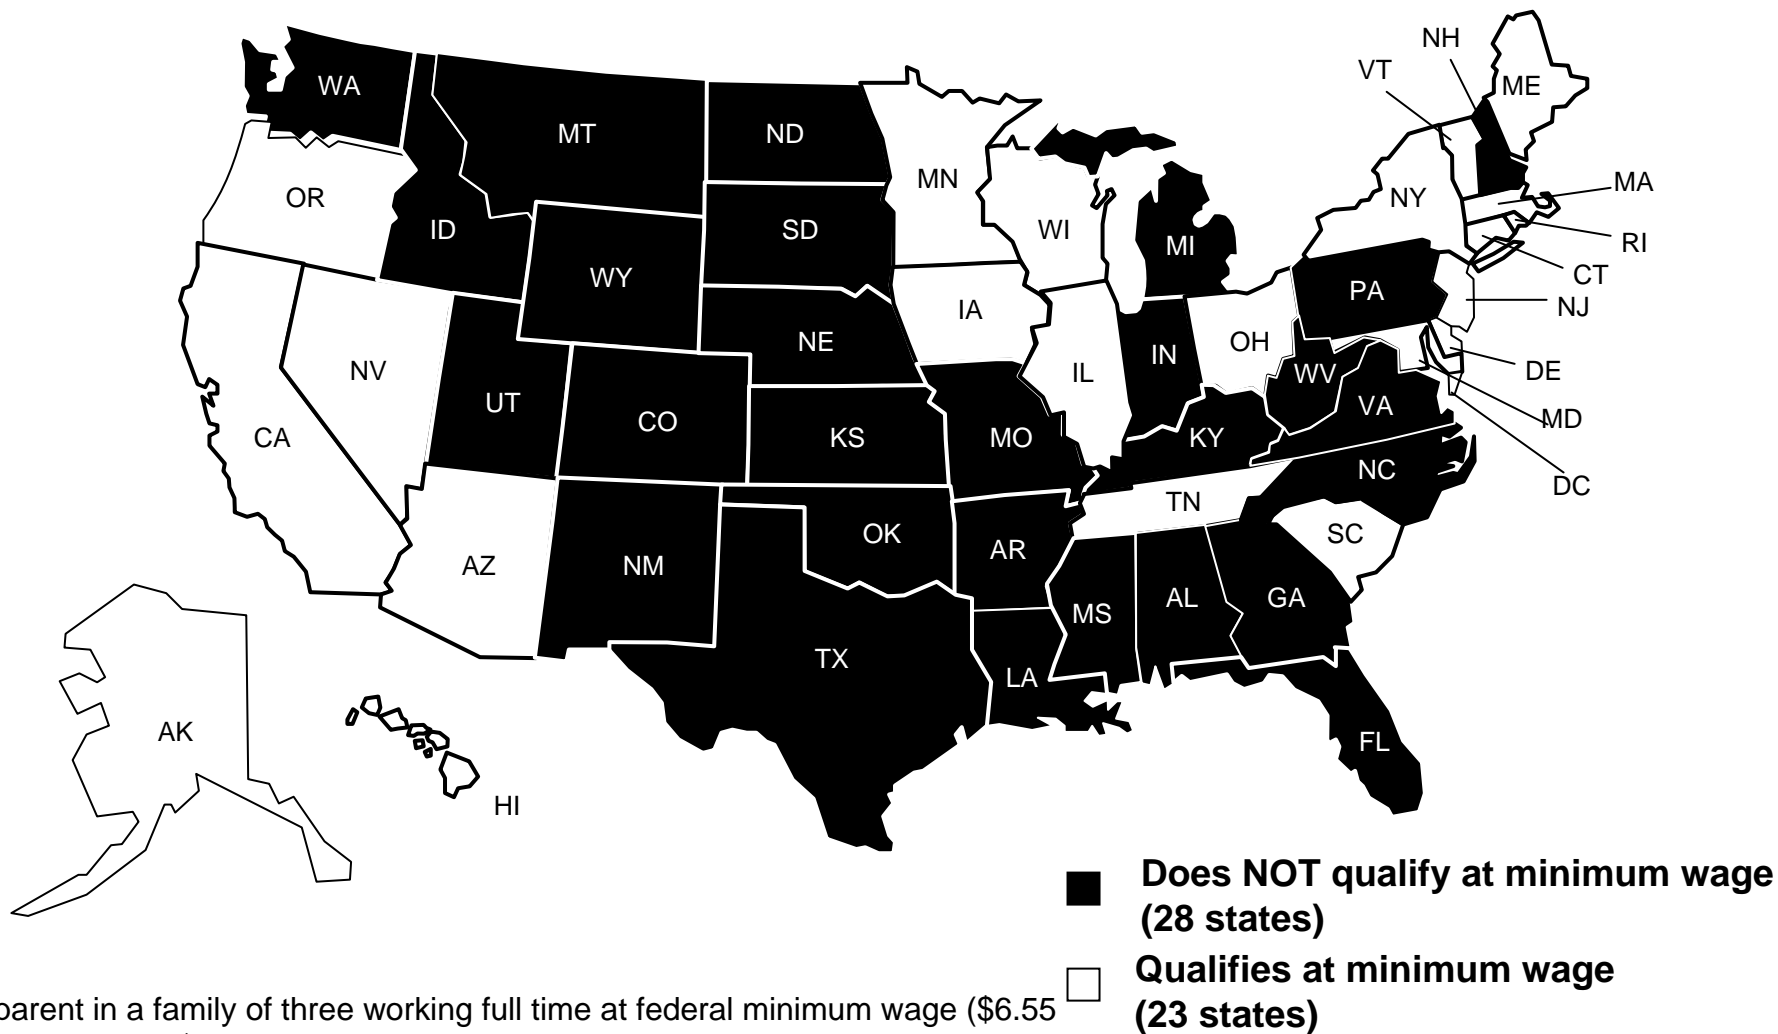 NH
VT
ME
WA
MT
ND
MN
OR
ID
SD
WI
MI
NY
MA
RI
CT
WY
IA
PA
NJ
NE
NV
UT
CO
KS
MO
IL
IN
OH
WV
VA
KY
DE
MD
DC
CA
NC
TN
SC
AZ
NM
OK
AR
MS
AL
GA
TX
LA
FL
AK
HI
Does NOT qualify at minimum wage
(28 states)
Qualifies at minimum wage
(23 states)
parent in a family of three working full time at federal minimum wage ($6.55